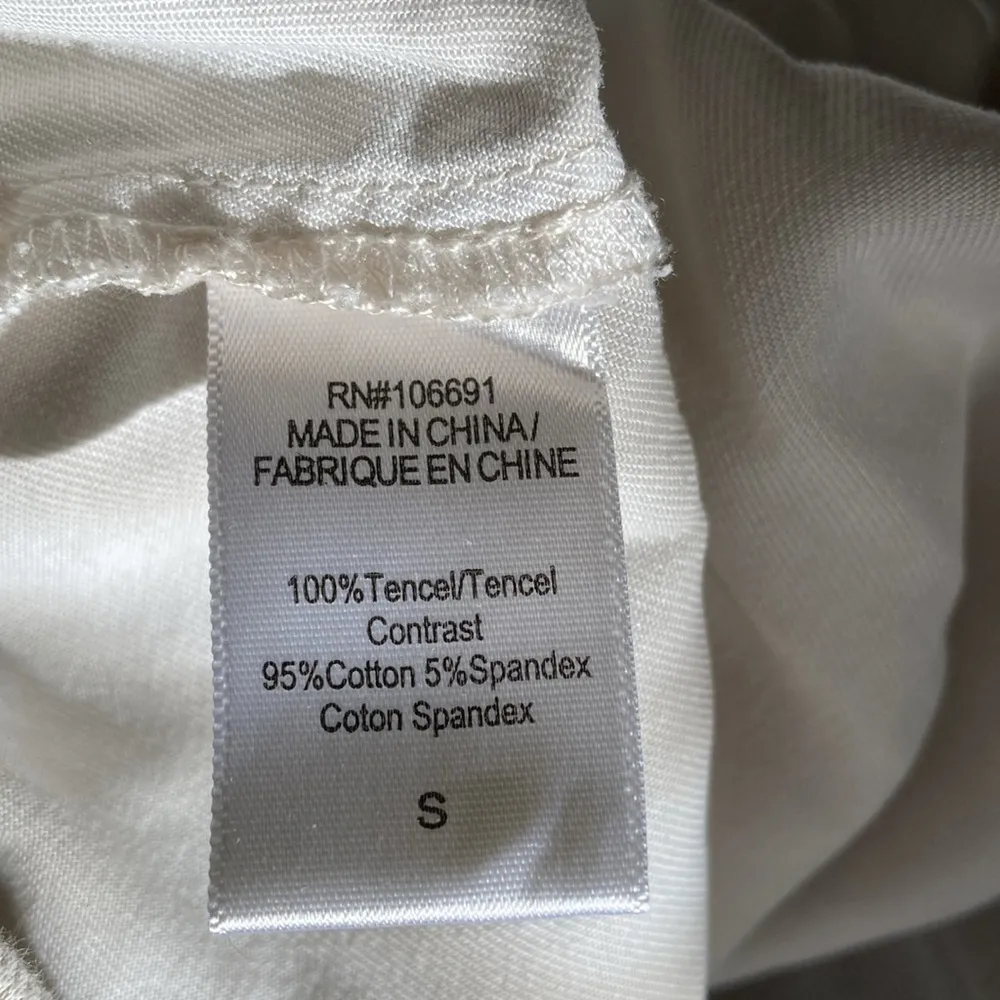 RN#106691
MADE IN CHINA/
FABRIQUE EN CHINE
100%Tencel/Tencel
Contrast
95%Cotton 5%Spandex
Coton Spandex
S